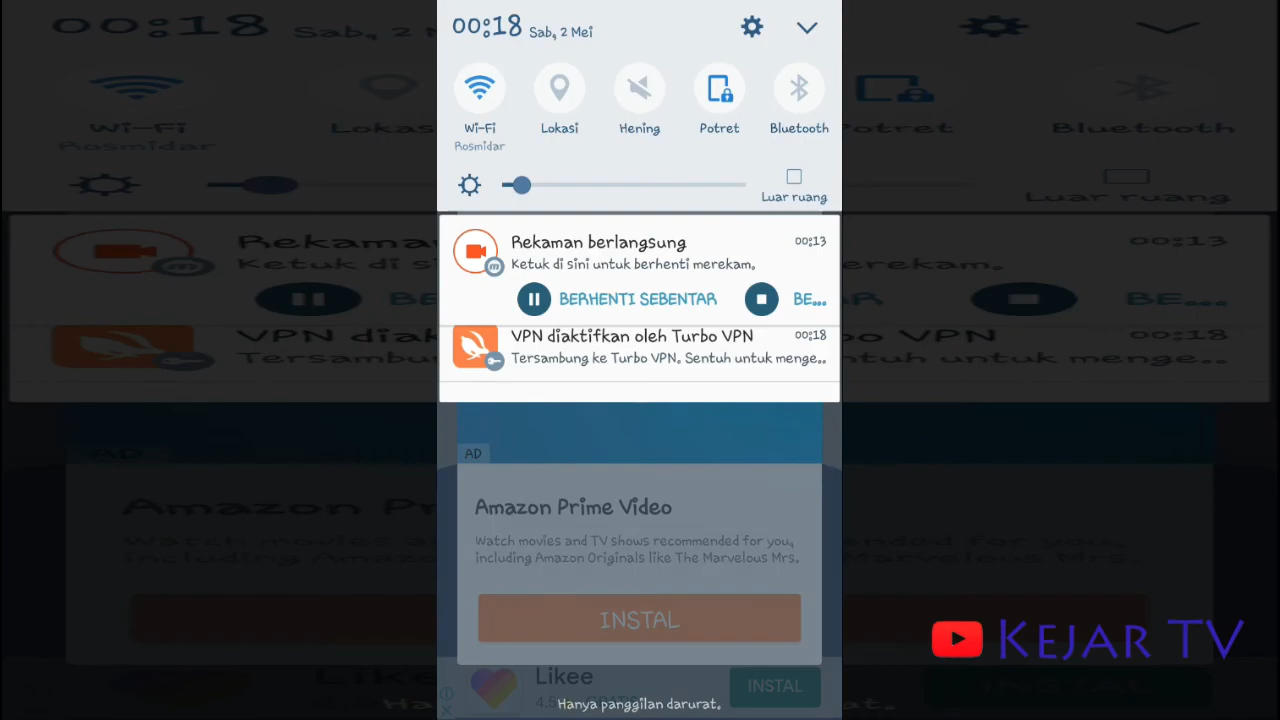 00:18 Sab, 2 Mei
Wi-Fi
Lokasi
Hening
Potret
Bluetooth
Rosmidar
Luar ruang
Rekaman berlangsung 00:13
Ketuk di sini untuk berhenti merekam.
BERHENTI SEBENTAR BE...
VPN diaktifkan oleh Turbo VPN 00:18
Tersambung ke Turbo VPN. Sentuh untuk menge..
AD
Amazon Prime Video
Watch movies and TV shows recommended for you,
including Amazon Originals like The Marvelous Mrs.
INSTAL
KEJAR TV
Likee
INSTAL
Hanya panggilan darurat.